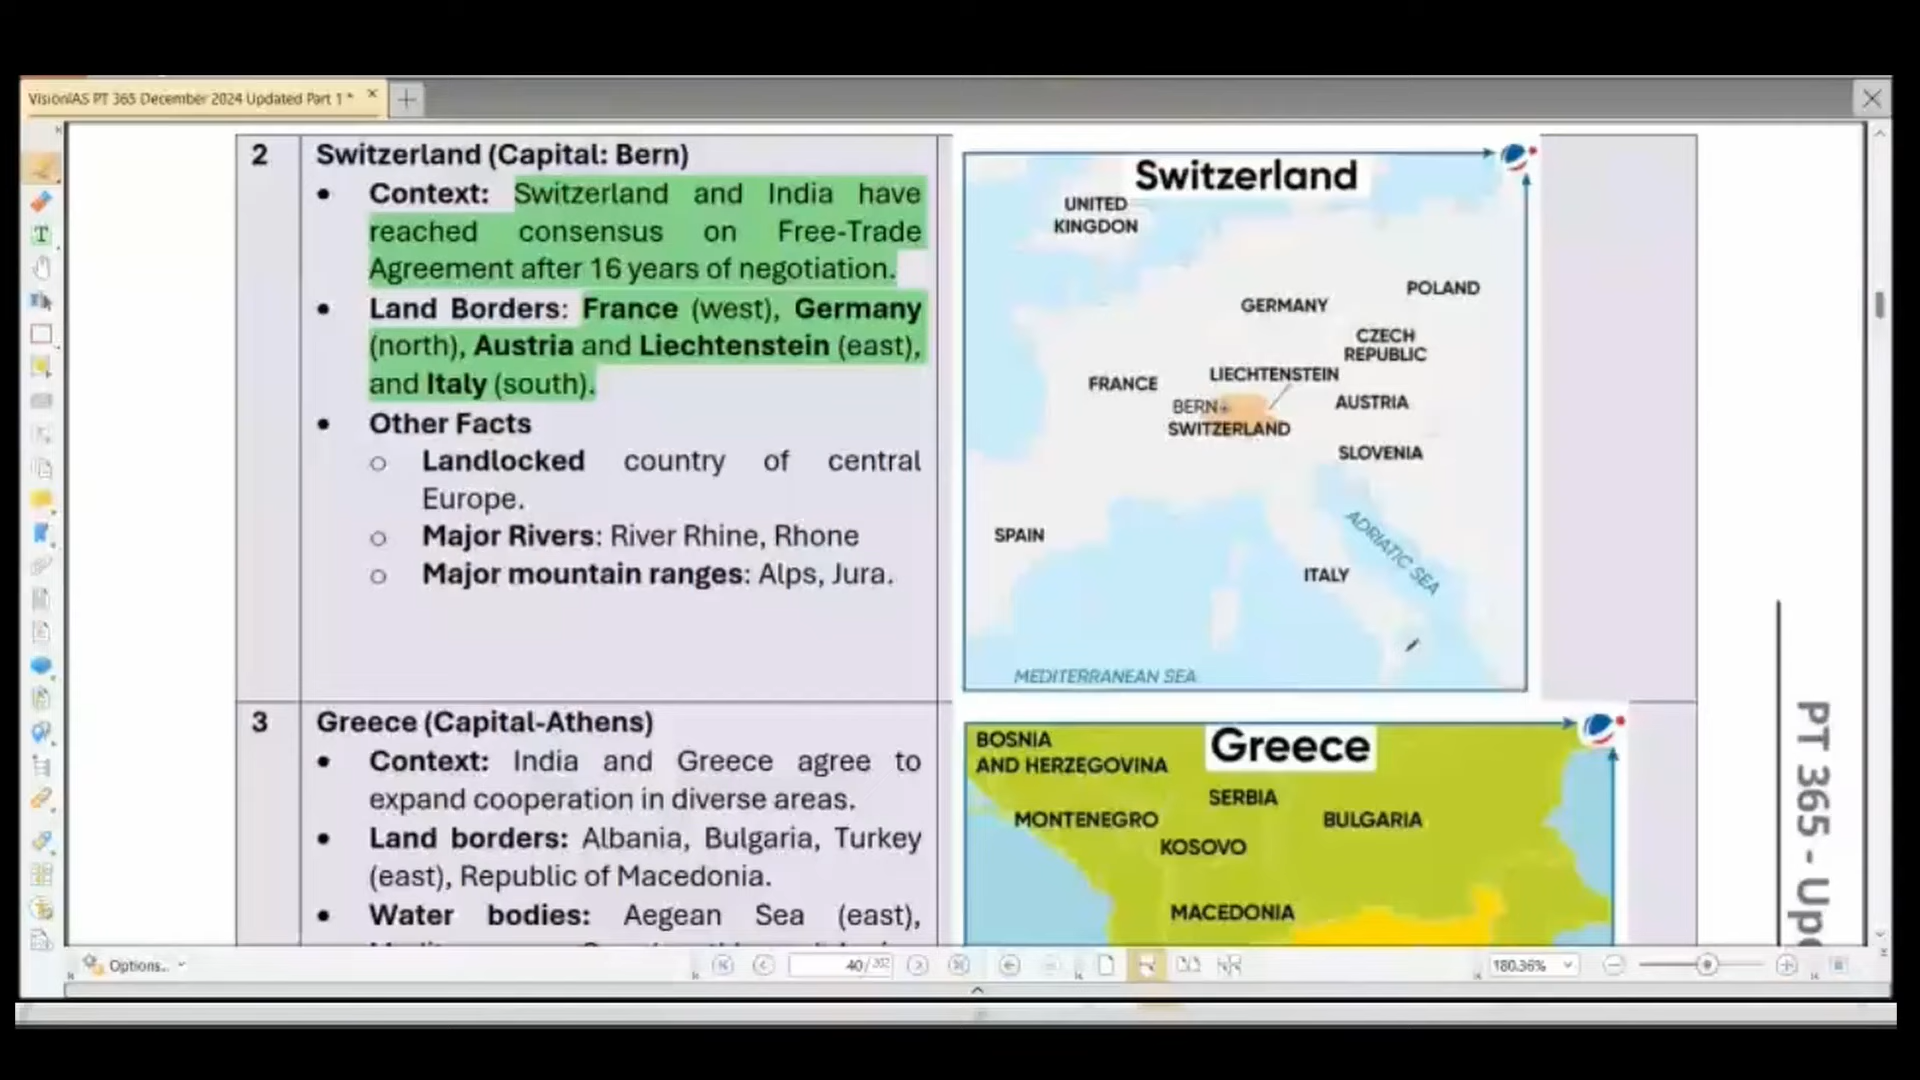 VisionIAS PT 365 December 2024 Updated Part 1 *
2
Switzerland (Capital: Bern)
• Context: Switzerland and India have
reached consensus on Free-Trade
Agreement after 16 years of negotiation.
• Land Borders: France (west), Germany
(north), Austria and Liechtenstein (east),
and Italy (south).
• Other Facts
o Landlocked country of central
Europe.
o Major Rivers: River Rhine, Rhone
o Major mountain ranges: Alps, Jura.
Switzerland
UNITED
KINGDOM
POLAND
GERMANY
CZECH
REPUBLIC
LIECHTENSTEIN
FRANCE
AUSTRIA
BERN
SWITZERLAND
SLOVENIA
ADRIATIC SEA
SPAIN
ITALY
MEDITERRANEAN SEA
3
Greece (Capital-Athens)
• Context: India and Greece agree to
expand cooperation in diverse areas.
• Land borders: Albania, Bulgaria, Turkey
(east), Republic of Macedonia.
• Water bodies: Aegean Sea (east),
Greece
BOSNIA
AND HERZEGOVINA
SERBIA
MONTENEGRO
BULGARIA
KOSOVO
MACEDONIA
PT 365 - Up
Options...
40 /
180.36%